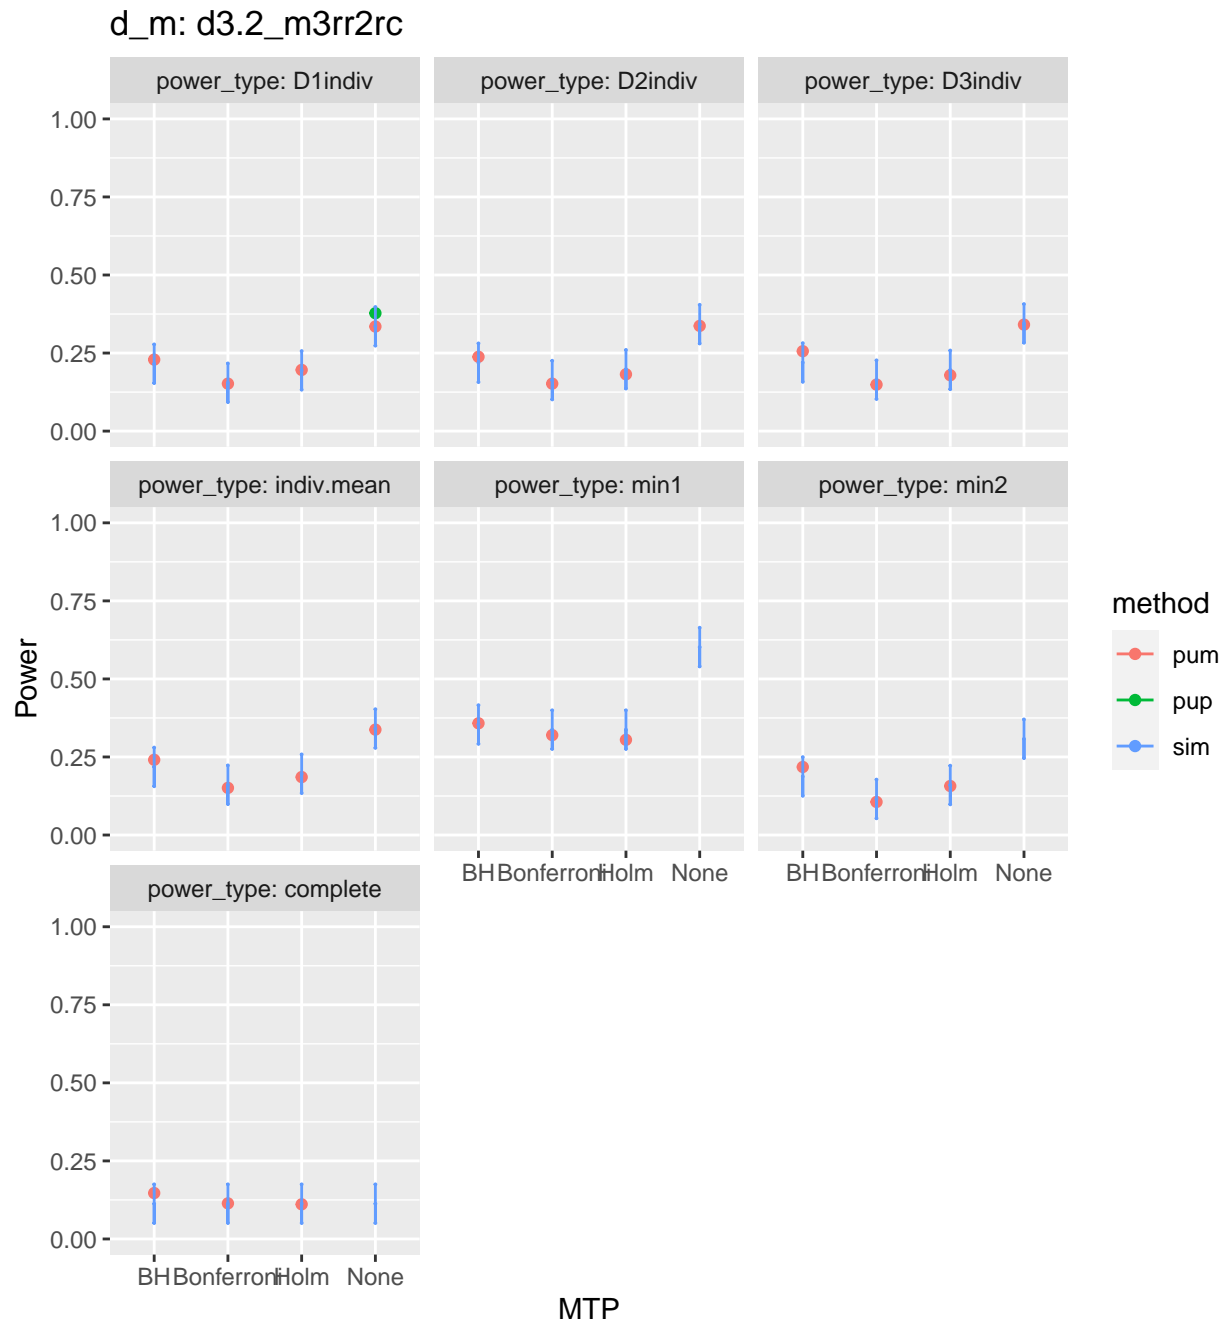 d_m: d3.2_m3rr2rc
power_type: D1indiv
power_type: D2indiv
power_type: D3indiv
1.00
0.75
0.50
0.25
0.00
power_type: indiv.mean
power_type: min1
power_type: min2
1.00
0.75
0.50
0.25
0.00
BH Bonferroni Holm None
BH Bonferroni Holm None
power_type: complete
1.00
0.75
0.50
0.25
0.00
BH Bonferroni Holm None
MTP
Power
method
pum
pup
sim